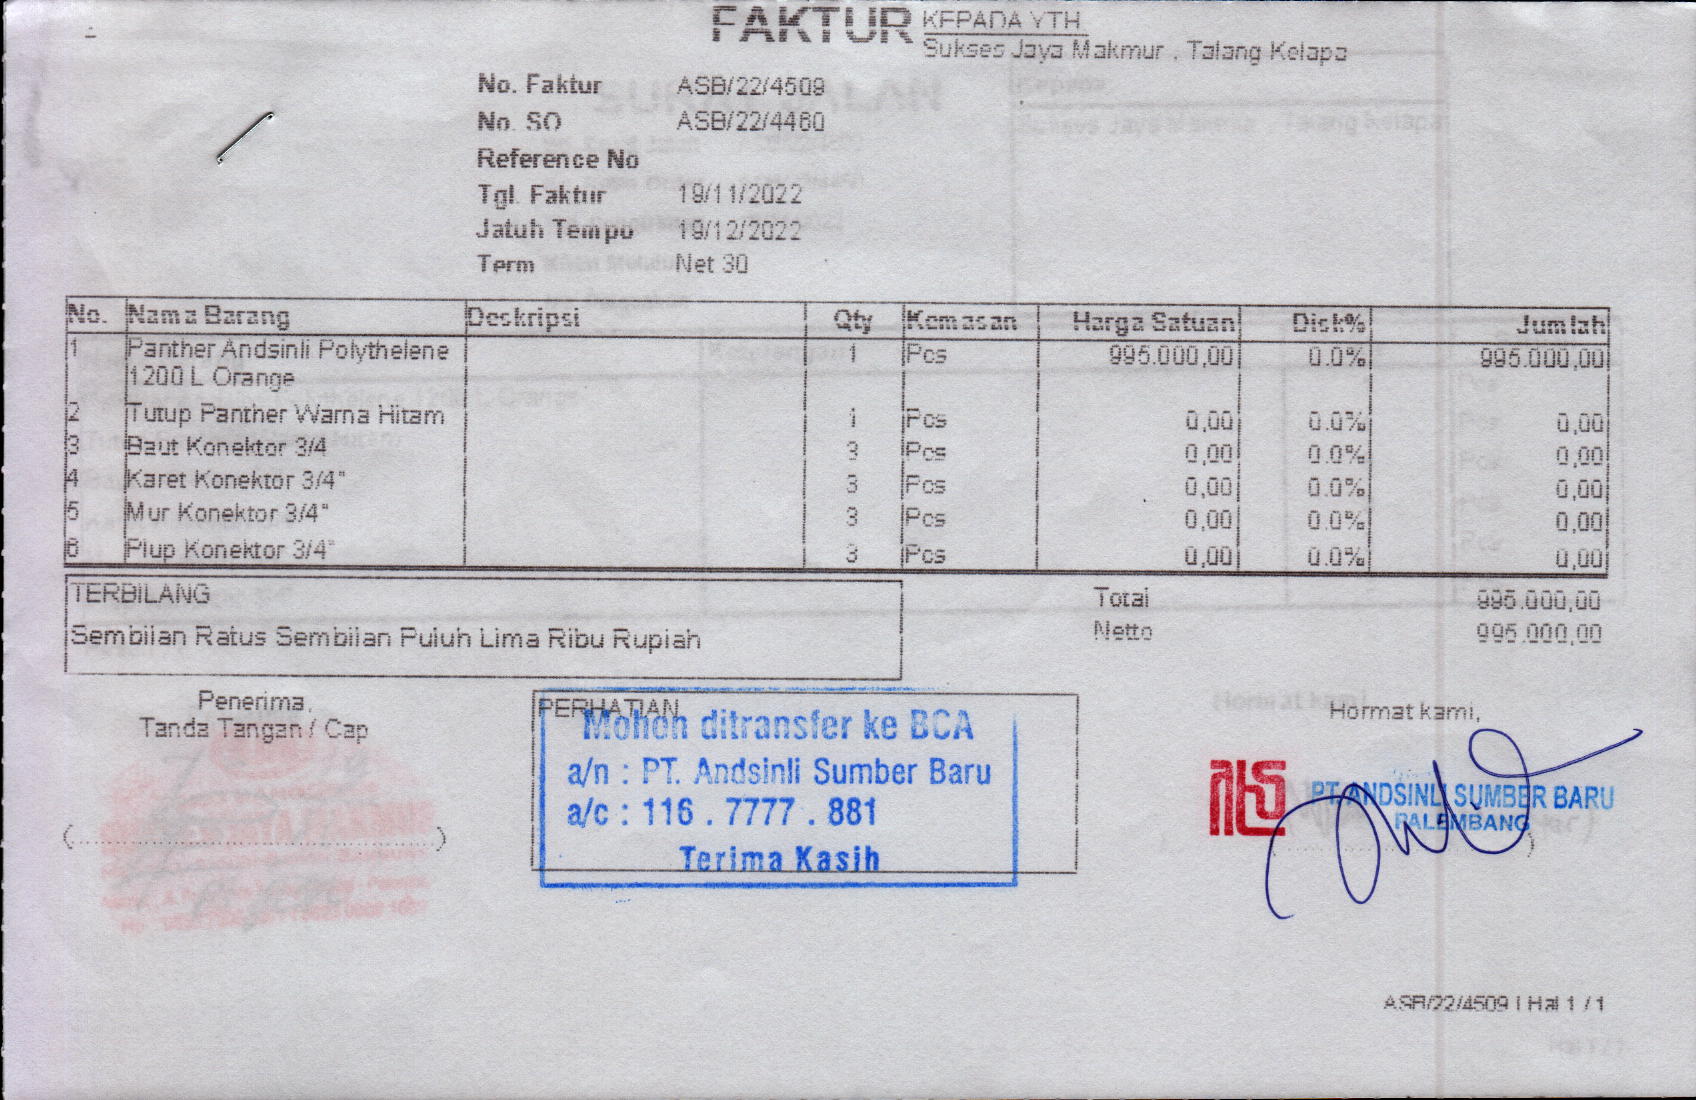 FAKTUR
KEPADA YTH
Sukses Jaya Makmur , Talang Kelapa
No. Faktur ASB/22/4509
No. SO ASB/22/4460
Reference No
Tgl. Faktur 19/11/2022
Jatuh Tempo 19/12/2022
Term Net 30
No. Nama Barang Deskripsi Qty Kemasan Harga Satuan Disk% Jumlah
1 Panther Andsinli Polythelene 1 Pcs 995.000,00 0.0% 995.000,00
1200 L Orange
2 Tutup Panther Warna Hitam 1 Pcs 0,00 0.0% 0,00
3 Baut Konektor 3/4 3 Pcs 0,00 0.0% 0,00
4 Karet Konektor 3/4" 3 Pcs 0,00 0.0% 0,00
5 Mur Konektor 3/4" 3 Pcs 0,00 0.0% 0,00
6 Plup Konektor 3/4" 3 Pcs 0,00 0.0% 0,00
TERBILANG
Sembilan Ratus Sembilan Puluh Lima Ribu Rupiah
Total 995.000,00
Netto 995.000,00
Penerima,
Tanda Tangan / Cap
PERHATIAN
Mohon ditransfer ke BCA
a/n : PT. Andsinli Sumber Baru
a/c : 116 . 7777 . 881
Terima Kasih
Hormat kami,
PT. ANDSINLI SUMBER BARU
PALEMBANG
ASB/22/4509 | Hal 1 / 1